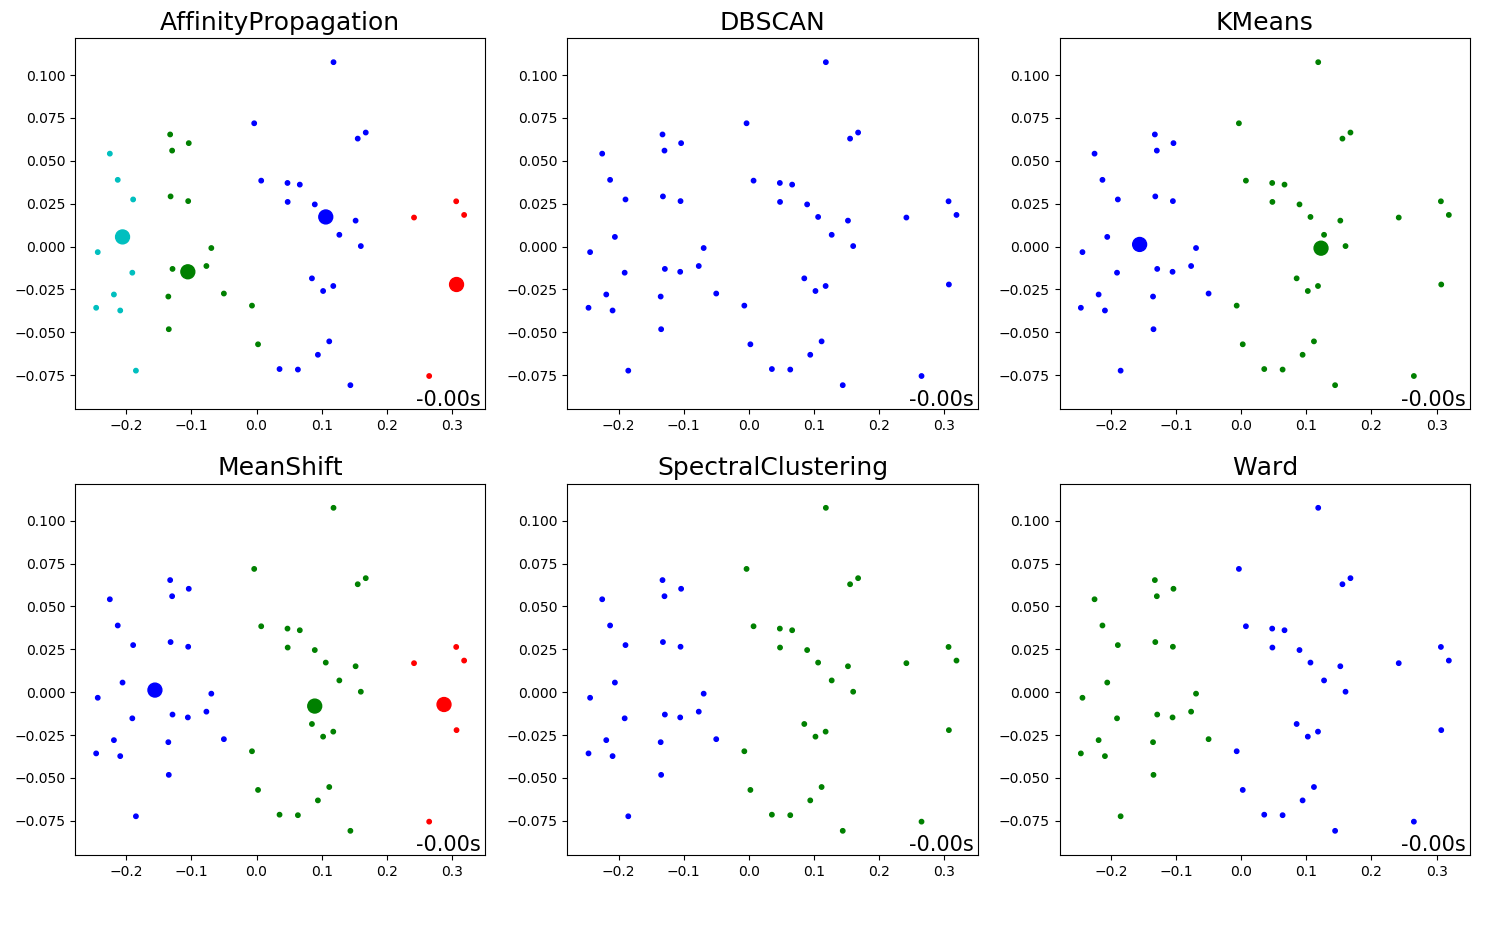 AffinityPropagation DBSCAN KMeans
0.100 0.100 0.100
0.075 0.075 0.075
0.050 0.050 0.050
0.025 0.025 0.025
0.000 0.000 0.000
−0.025 −0.025 −0.025
−0.050 −0.050 −0.050
−0.075 −0.075 −0.075
-0.00s -0.00s -0.00s
−0.2 −0.1 0.0 0.1 0.2 0.3 −0.2 −0.1 0.0 0.1 0.2 0.3 −0.2 −0.1 0.0 0.1 0.2 0.3
MeanShift SpectralClustering Ward
0.100 0.100 0.100
0.075 0.075 0.075
0.050 0.050 0.050
0.025 0.025 0.025
0.000 0.000 0.000
−0.025 −0.025 −0.025
−0.050 −0.050 −0.050
−0.075 −0.075 −0.075
-0.00s -0.00s -0.00s
−0.2 −0.1 0.0 0.1 0.2 0.3 −0.2 −0.1 0.0 0.1 0.2 0.3 −0.2 −0.1 0.0 0.1 0.2 0.3